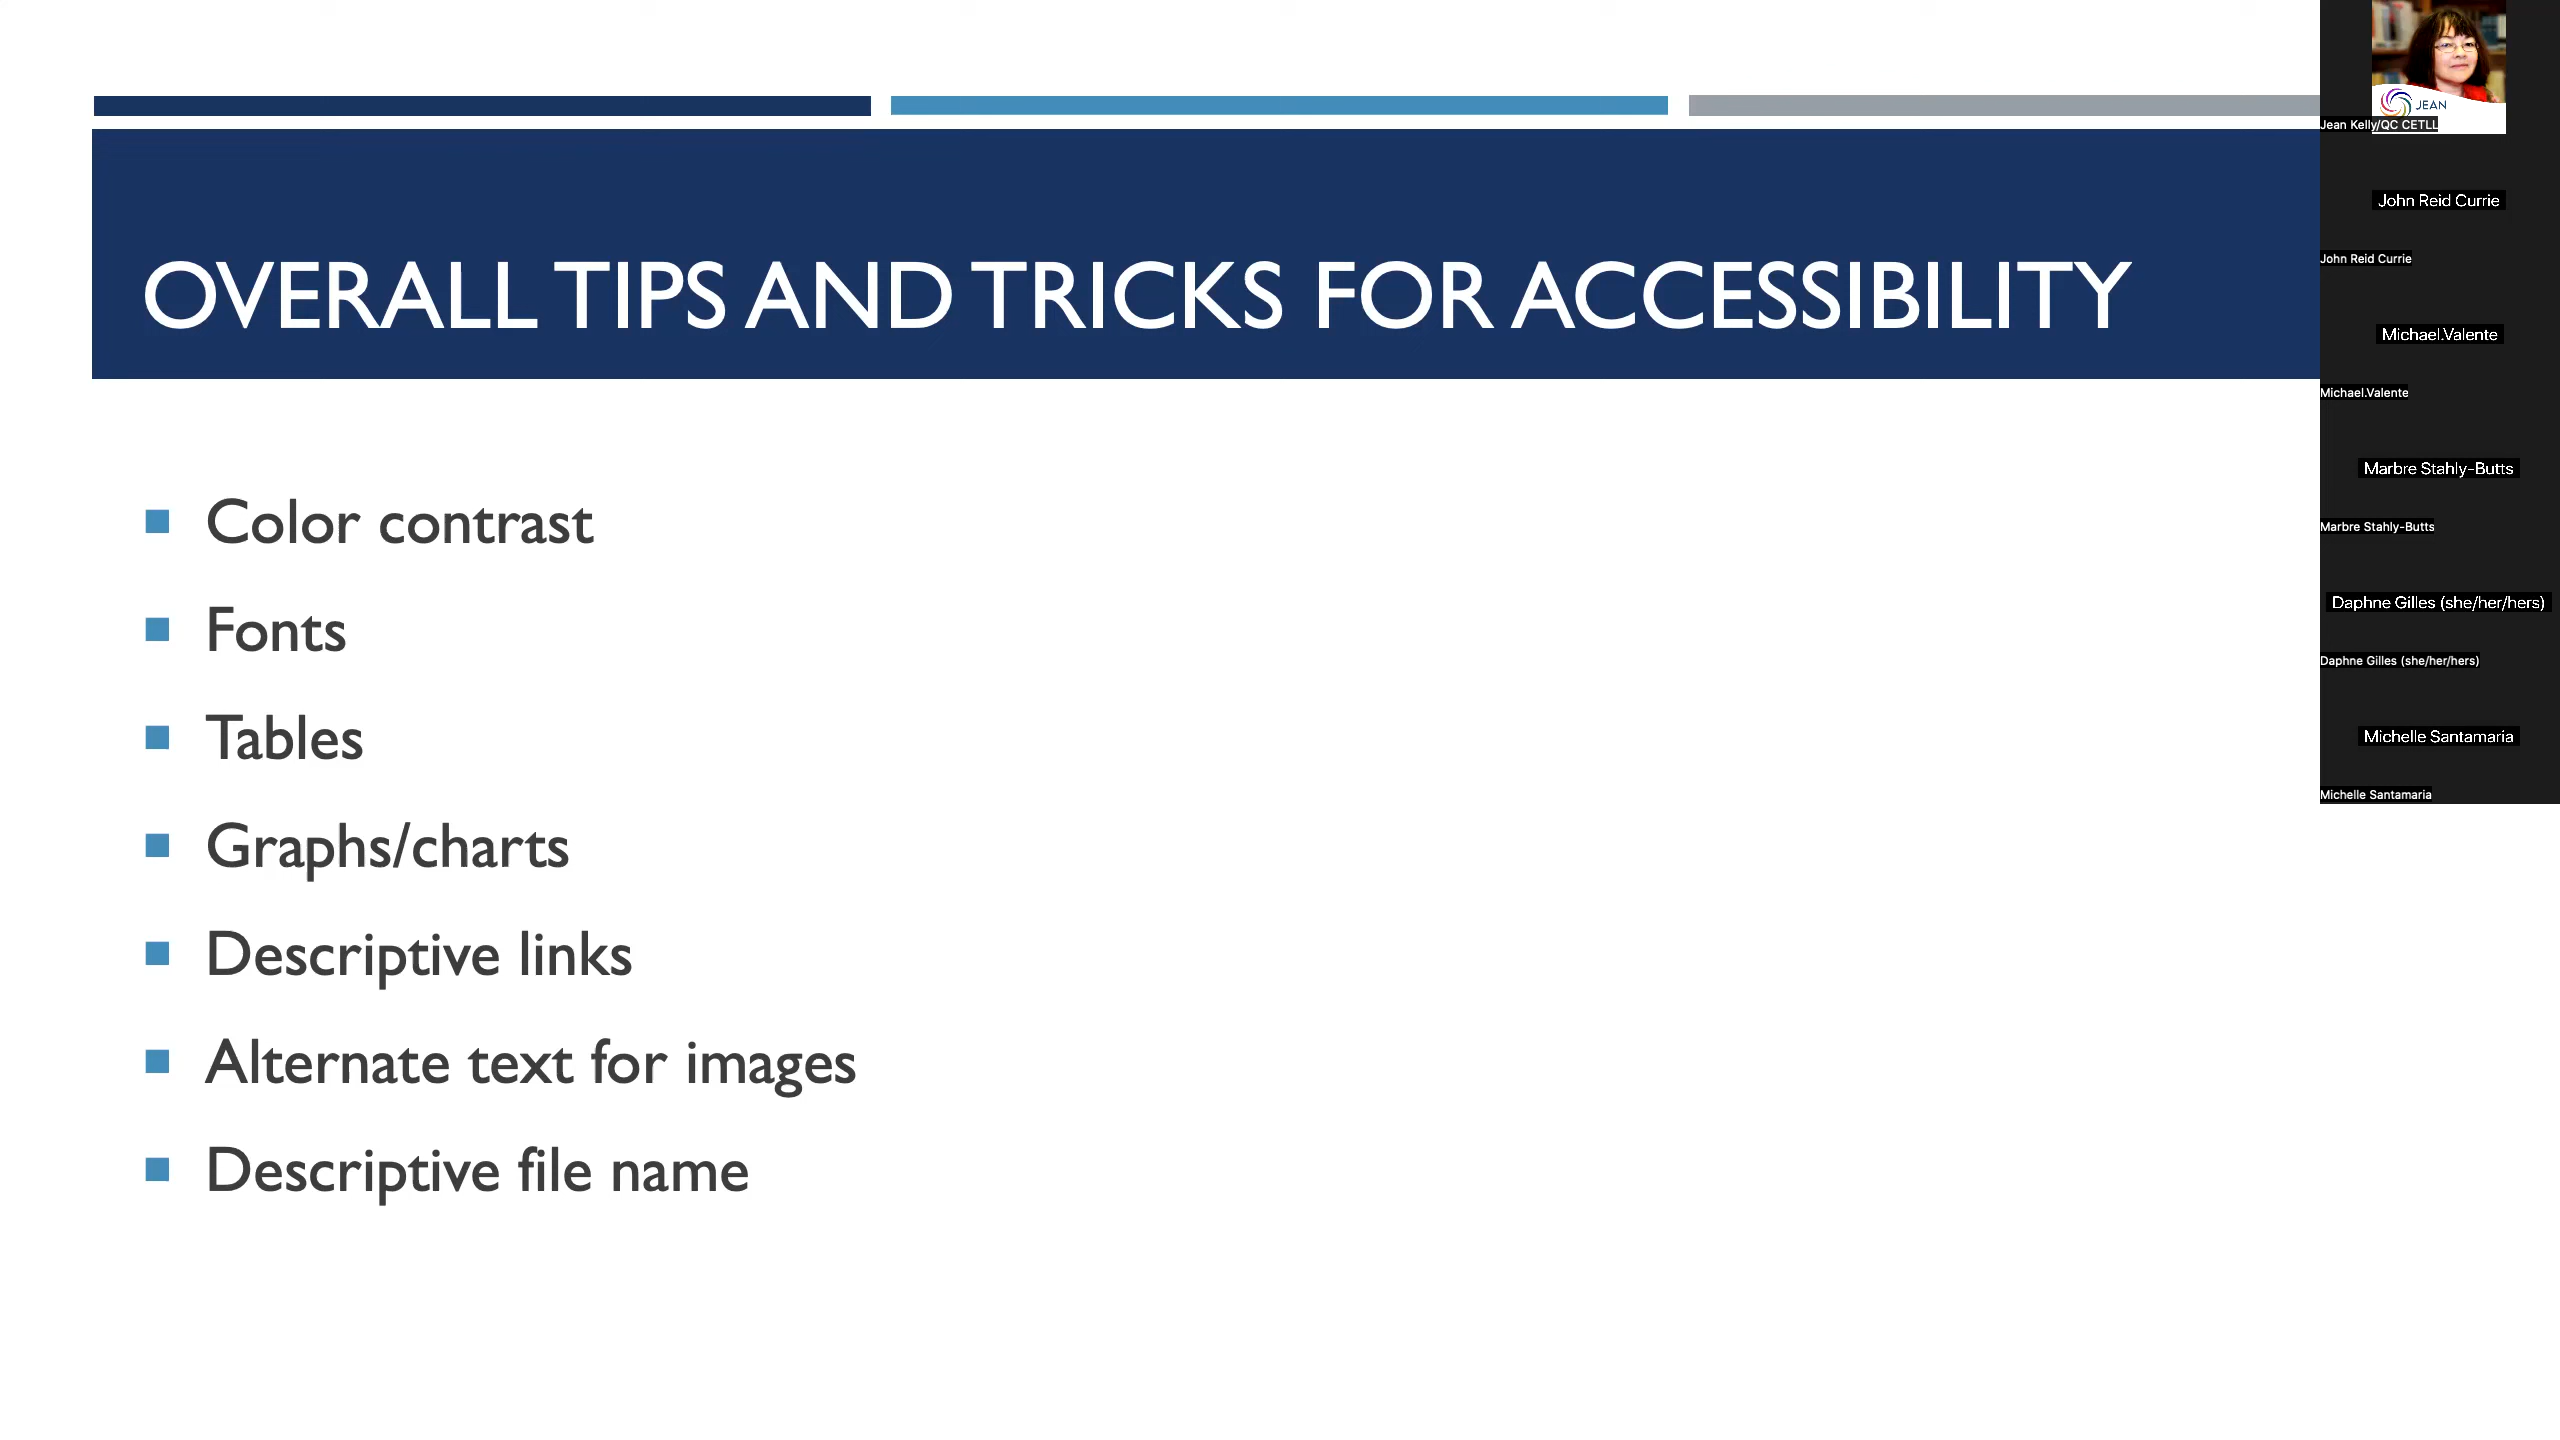 OVERALL TIPS AND TRICKS FOR ACCESSIBILITY
Color contrast
Fonts
Tables
Graphs/charts
Descriptive links
Alternate text for images
Descriptive file name
JEAN
Jean Kelly/QC CETLL
John Reid Currie
John Reid Currie
Michael.Valente
Michael.Valente
Marbre Stahly-Butts
Marbre Stahly-Butts
Daphne Gilles (she/her/hers)
Daphne Gilles (she/her/hers)
Michelle Santamaria
Michelle Santamaria